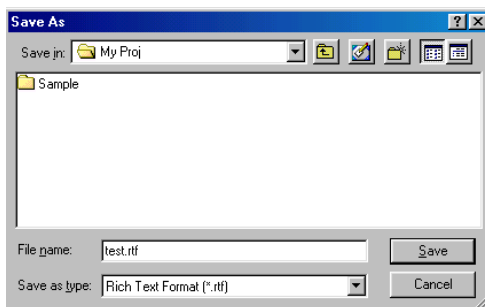 Save As
Save in: My Proj
Sample
File name: test.rtf Save
Save as type: Rich Text Format (*.rtf) Cancel